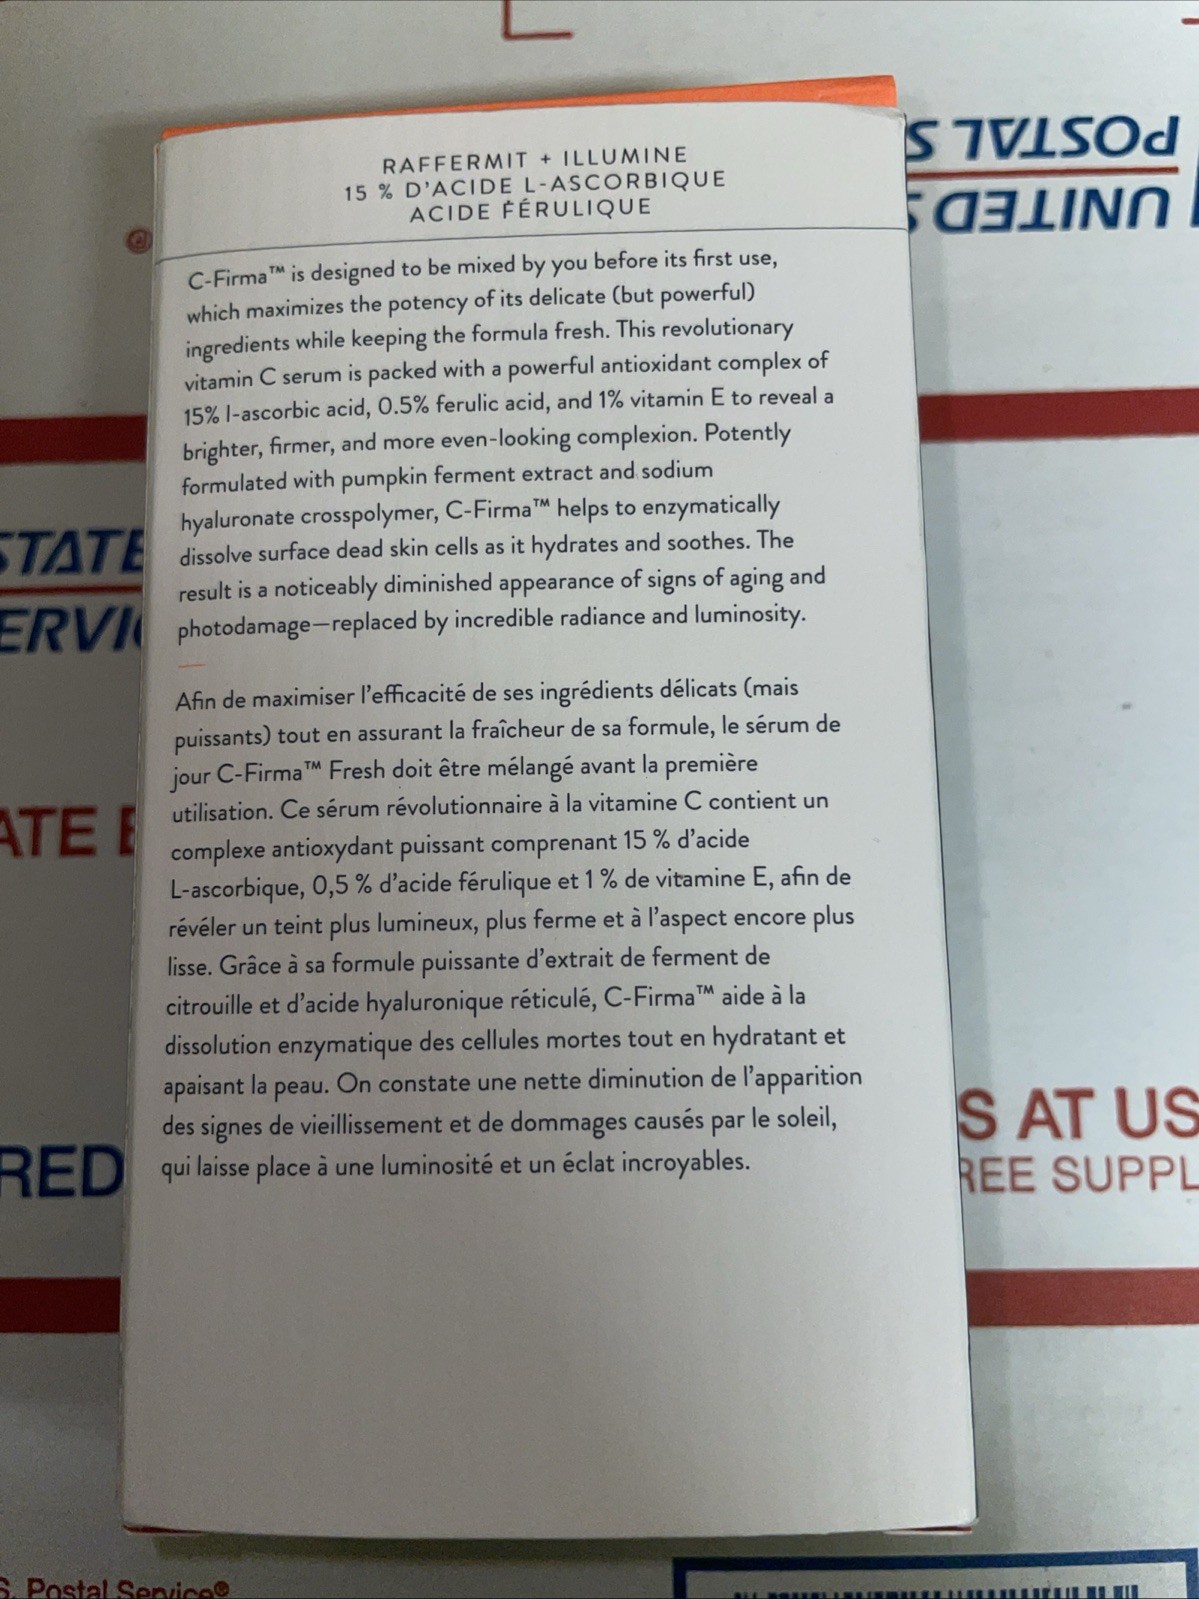 POSTAL S
UNITED S
RAFFERMIT + ILLUMINE
15 % D'ACIDE L-ASCORBIQUE
ACIDE FÉRULIQUE
C-Firma™ is designed to be mixed by you before its first use,
which maximizes the potency of its delicate (but powerful)
ingredients while keeping the formula fresh. This revolutionary
vitamin C serum is packed with a powerful antioxidant complex of
15% l-ascorbic acid, 0.5% ferulic acid, and 1% vitamin E to reveal a
brighter, firmer, and more even-looking complexion. Potently
formulated with pumpkin ferment extract and sodium
hyaluronate crosspolymer, C-Firma™ helps to enzymatically
dissolve surface dead skin cells as it hydrates and soothes. The
result is a noticeably diminished appearance of signs of aging and
photodamage—replaced by incredible radiance and luminosity.
Afin de maximiser l'efficacité de ses ingrédients délicats (mais
puissants) tout en assurant la fraîcheur de sa formule, le sérum de
jour C-Firma™ Fresh doit être mélangé avant la première
utilisation. Ce sérum révolutionnaire à la vitamine C contient un
complexe antioxydant puissant comprenant 15 % d'acide
L-ascorbique, 0,5 % d'acide férulique et 1 % de vitamine E, afin de
révéler un teint plus lumineux, plus ferme et à l'aspect encore plus
lisse. Grâce à sa formule puissante d'extrait de ferment de
citrouille et d'acide hyaluronique réticulé, C-Firma™ aide à la
dissolution enzymatique des cellules mortes tout en hydratant et
apaisant la peau. On constate une nette diminution de l'apparition
des signes de vieillissement et de dommages causés par le soleil,
qui laisse place à une luminosité et un éclat incroyables.
STATE
ERVI
ATE E
RED
S AT US
REE SUPPL
S. Postal Service®